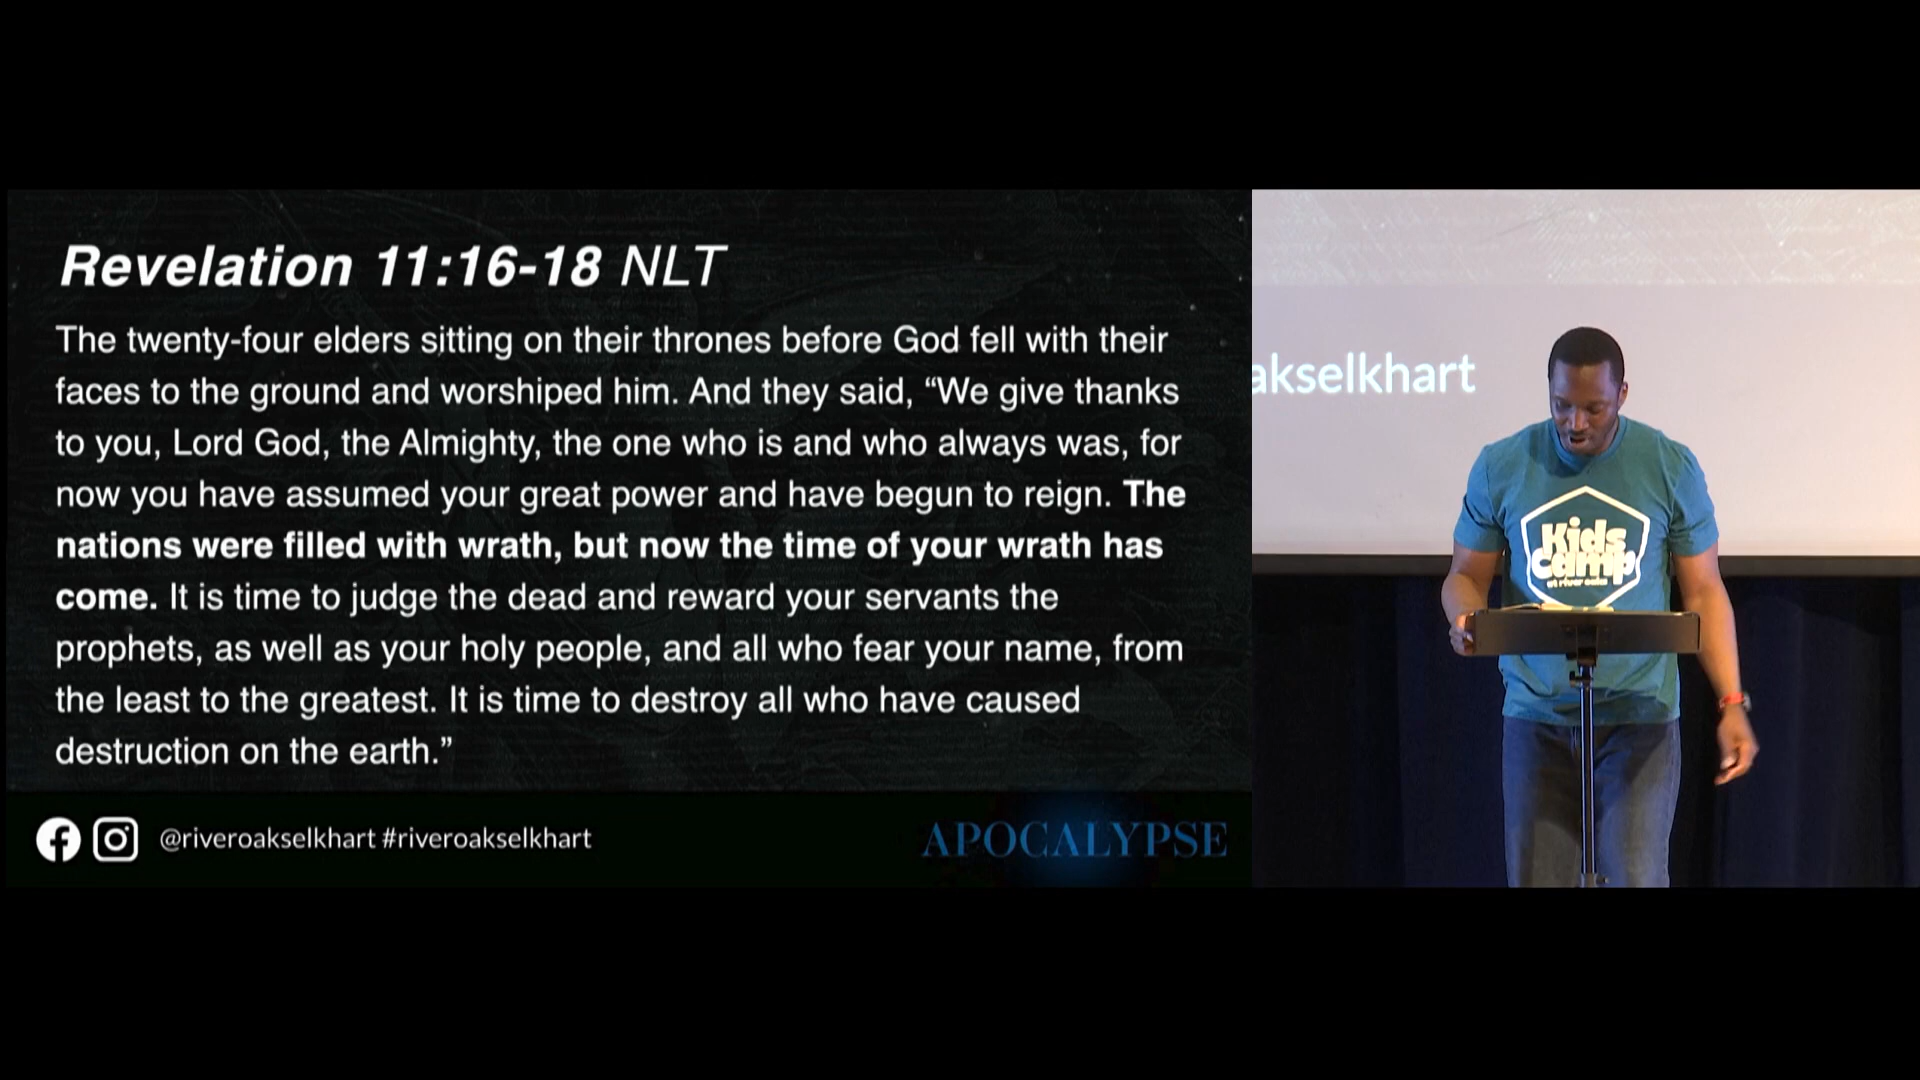 Revelation 11:16-18 NLT
The twenty-four elders sitting on their thrones before God fell with their
faces to the ground and worshiped him. And they said, “We give thanks
to you, Lord God, the Almighty, the one who is and who always was, for
now you have assumed your great power and have begun to reign. The
nations were filled with wrath, but now the time of your wrath has
come. It is time to judge the dead and reward your servants the
prophets, as well as your holy people, and all who fear your name, from
the least to the greatest. It is time to destroy all who have caused
destruction on the earth.”
@riveroakselkhart #riveroakselkhart
APOCALYPSE
akselkhart
Kids
Camp
at river oaks